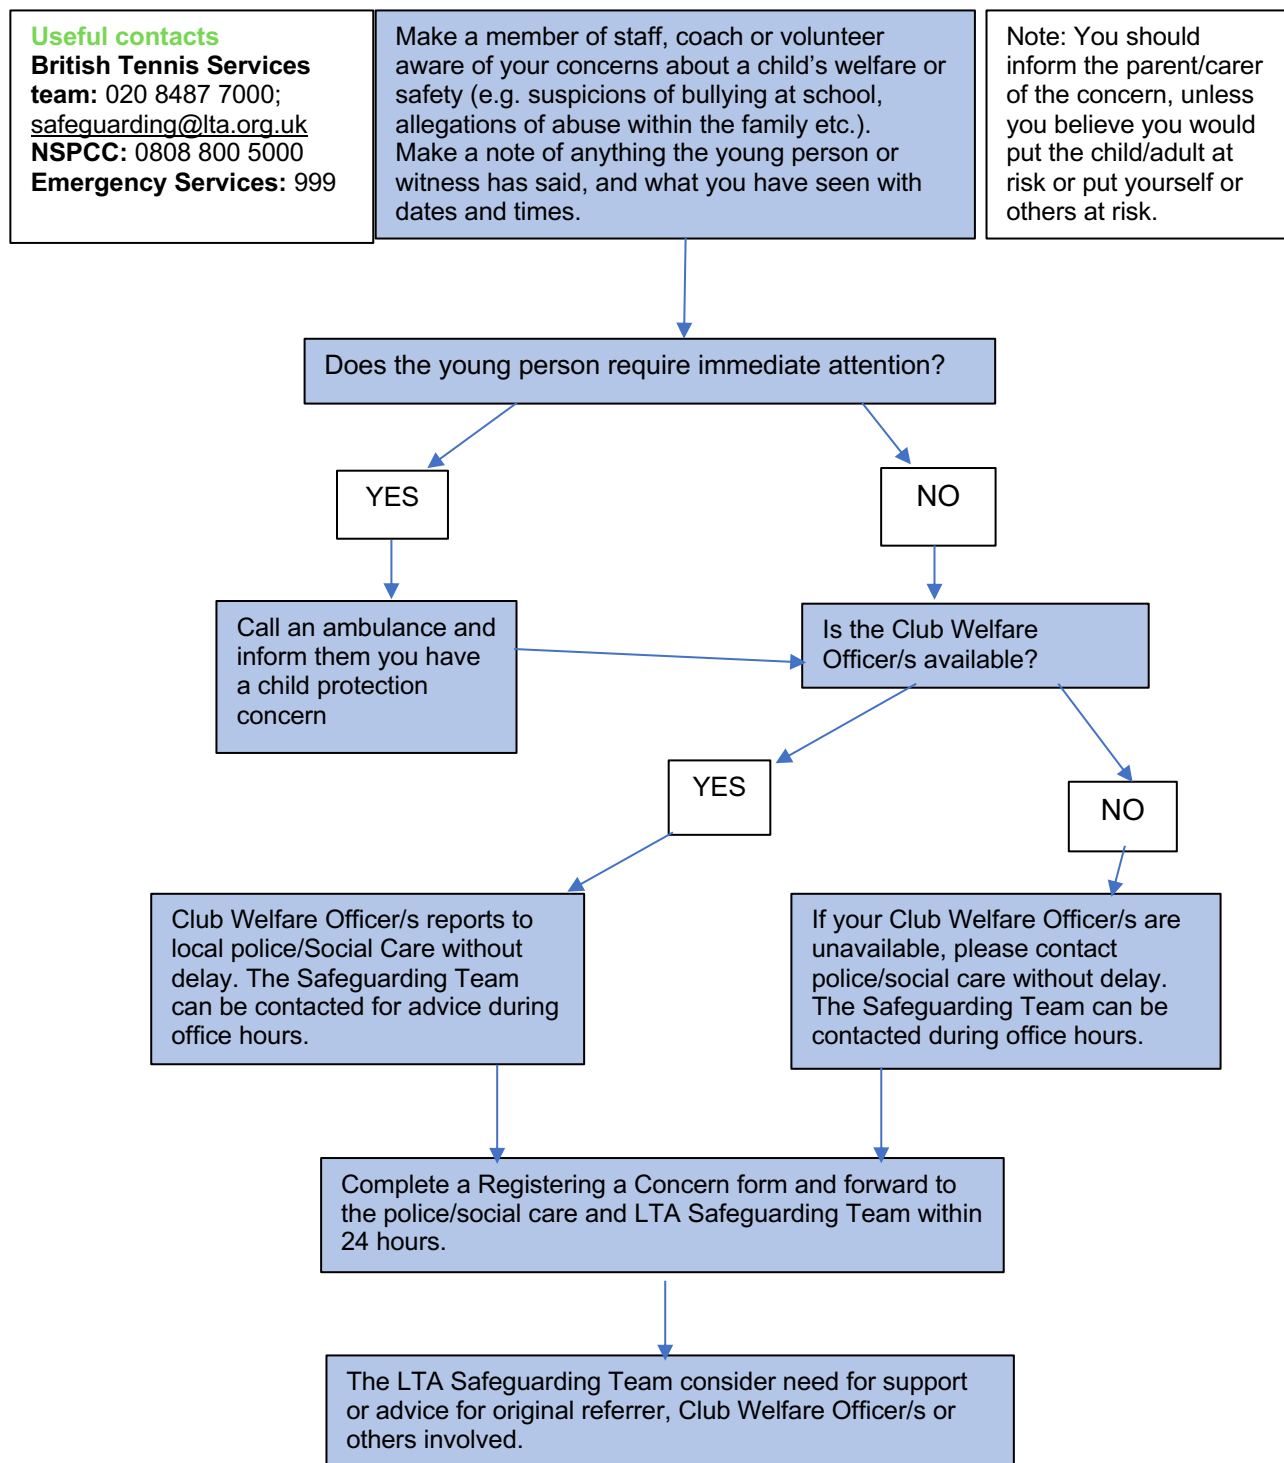 Useful contacts
British Tennis Services
team: 020 8487 7000;
safeguarding@lta.org.uk
NSPCC: 0808 800 5000
Emergency Services: 999
Make a member of staff, coach or volunteer
aware of your concerns about a child’s welfare or
safety (e.g. suspicions of bullying at school,
allegations of abuse within the family etc.).
Make a note of anything the young person or
witness has said, and what you have seen with
dates and times.
Note: You should
inform the parent/carer
of the concern, unless
you believe you would
put the child/adult at
risk or put yourself or
others at risk.
Does the young person require immediate attention?
YES
NO
Call an ambulance and
inform them you have
a child protection
concern
Is the Club Welfare
Officer/s available?
YES
NO
Club Welfare Officer/s reports to
local police/Social Care without
delay. The Safeguarding Team
can be contacted for advice during
office hours.
If your Club Welfare Officer/s are
unavailable, please contact
police/social care without delay.
The Safeguarding Team can be
contacted during office hours.
Complete a Registering a Concern form and forward to
the police/social care and LTA Safeguarding Team within
24 hours.
The LTA Safeguarding Team consider need for support
or advice for original referrer, Club Welfare Officer/s or
others involved.